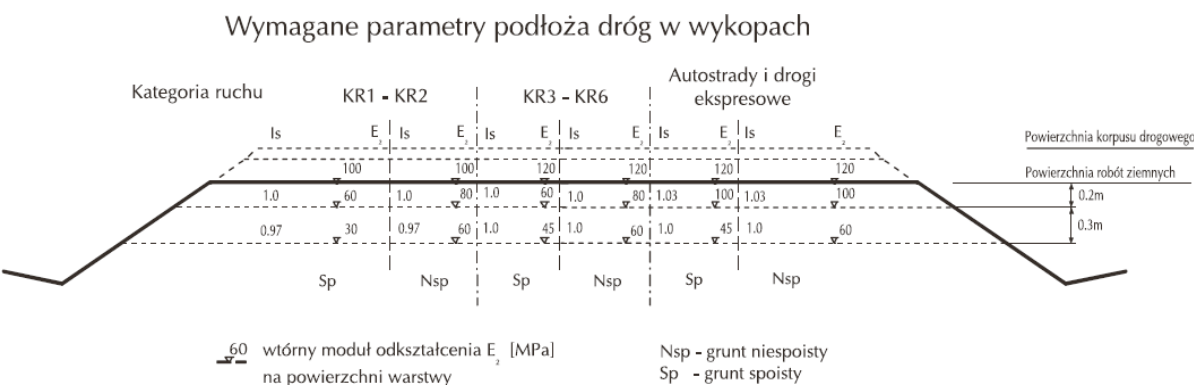 Wymagane parametry podłoża dróg w wykopach
Kategoria ruchu KR1 - KR2 KR3 - KR6 Autostrady i drogi
ekspresowe
Is E₂ Is E₂ Is E₂ Is E₂ Is E₂ Is E₂
Powierzchnia korpusu drogowego
100 100 120 120 120 120
Powierzchnia robót ziemnych
1.0 60 1.0 80 1.0 60 1.0 80 1.03 100 1.03 100 0.2m
0.97 30 0.97 60 1.0 45 1.0 60 1.0 45 1.0 60 0.3m
Sp Nsp Sp Nsp Sp Nsp
60 wtórny moduł odkształcenia E₂ [MPa]
na powierzchni warstwy
Nsp - grunt niespoisty
Sp - grunt spoisty